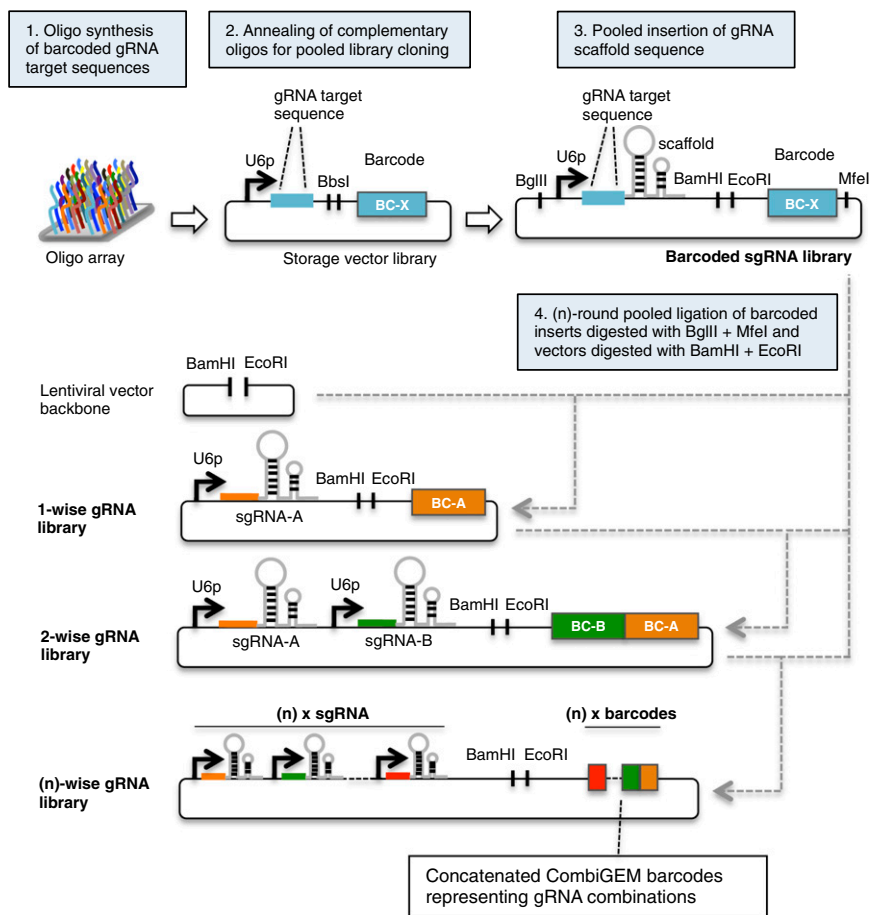 1. Oligo synthesis
of barcoded gRNA
target sequences
2. Annealing of complementary
oligos for pooled library cloning
3. Pooled insertion of gRNA
scaffold sequence
gRNA target
sequence
U6p
BbsI
Barcode
BC-X
Oligo array
Storage vector library
gRNA target
sequence
scaffold
BglII
U6p
BamHI
EcoRI
Barcode
MfeI
BC-X
Barcoded sgRNA library
4. (n)-round pooled ligation of barcoded
inserts digested with BglII + MfeI and
vectors digested with BamHI + EcoRI
BamHI EcoRI
Lentiviral vector
backbone
U6p
BamHI
EcoRI
BC-A
1-wise gRNA
library
sgRNA-A
U6p
U6p
BamHI
EcoRI
BC-B
BC-A
2-wise gRNA
library
sgRNA-A
sgRNA-B
(n) x sgRNA
(n) x barcodes
BamHI
EcoRI
(n)-wise gRNA
library
Concatenated CombiGEM barcodes
representing gRNA combinations